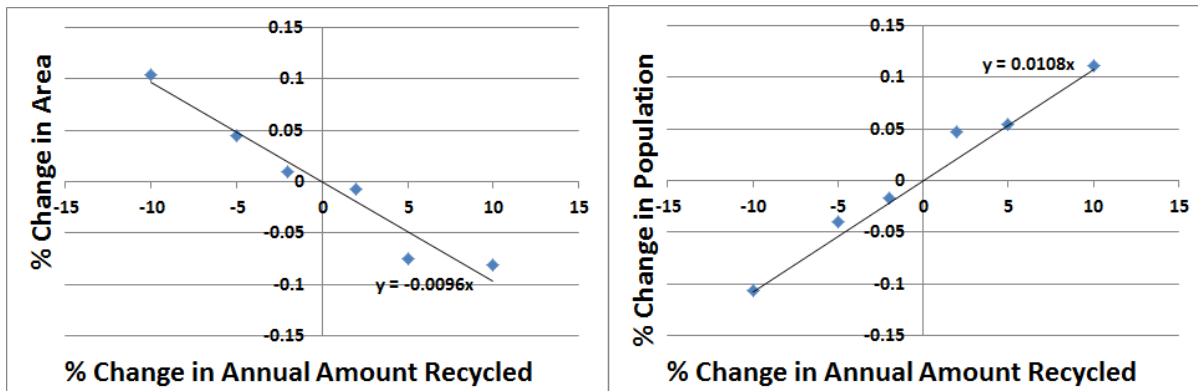 % Change in Area
0.15
0.1
0.05
0
-0.05
-0.1
-0.15
-15 -10 -5 0 5 10 15
y = -0.0096x
% Change in Annual Amount Recycled
% Change in Population
0.15
0.1
0.05
0
-0.05
-0.1
-0.15
-15 -10 -5 0 5 10 15
y = 0.0108x
% Change in Annual Amount Recycled